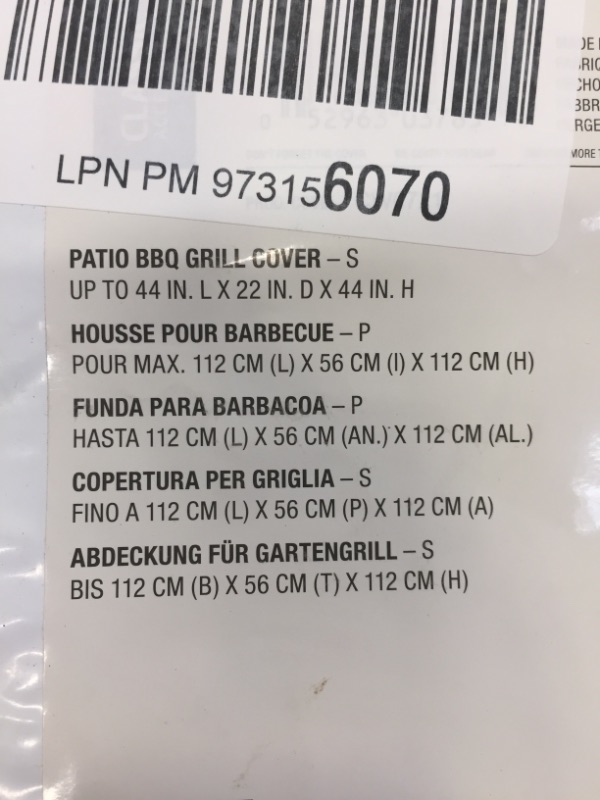 LPN PM 973156070
PATIO BBQ GRILL COVER – S
UP TO 44 IN. L X 22 IN. D X 44 IN. H
HOUSSE POUR BARBECUE – P
POUR MAX. 112 CM (L) X 56 CM (I) X 112 CM (H)
FUNDA PARA BARBACOA – P
HASTA 112 CM (L) X 56 CM (AN.) X 112 CM (AL.)
COPERTURA PER GRIGLIA – S
FINO A 112 CM (L) X 56 CM (P) X 112 CM (A)
ABDECKUNG FÜR GARTENGRILL – S
BIS 112 CM (B) X 56 CM (T) X 112 CM (H)
MORE